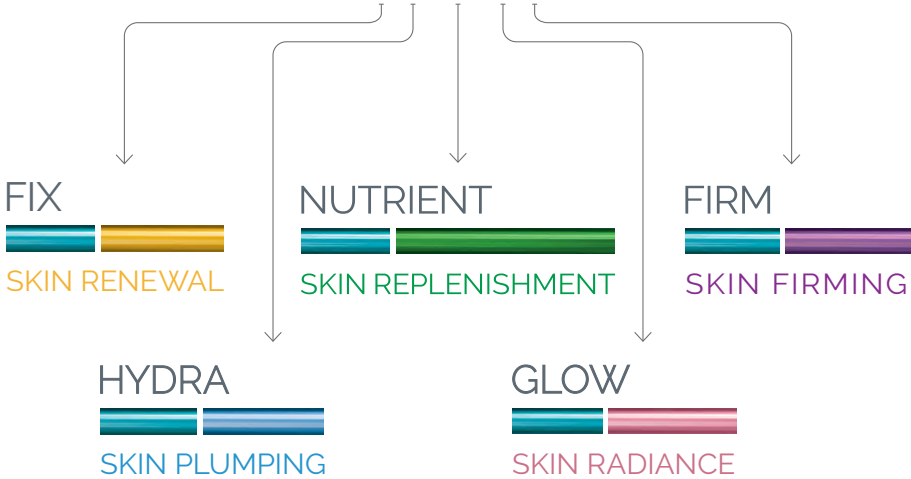 FIX
SKIN RENEWAL
NUTRIENT
SKIN REPLENISHMENT
FIRM
SKIN FIRMING
HYDRA
SKIN PLUMPING
GLOW
SKIN RADIANCE